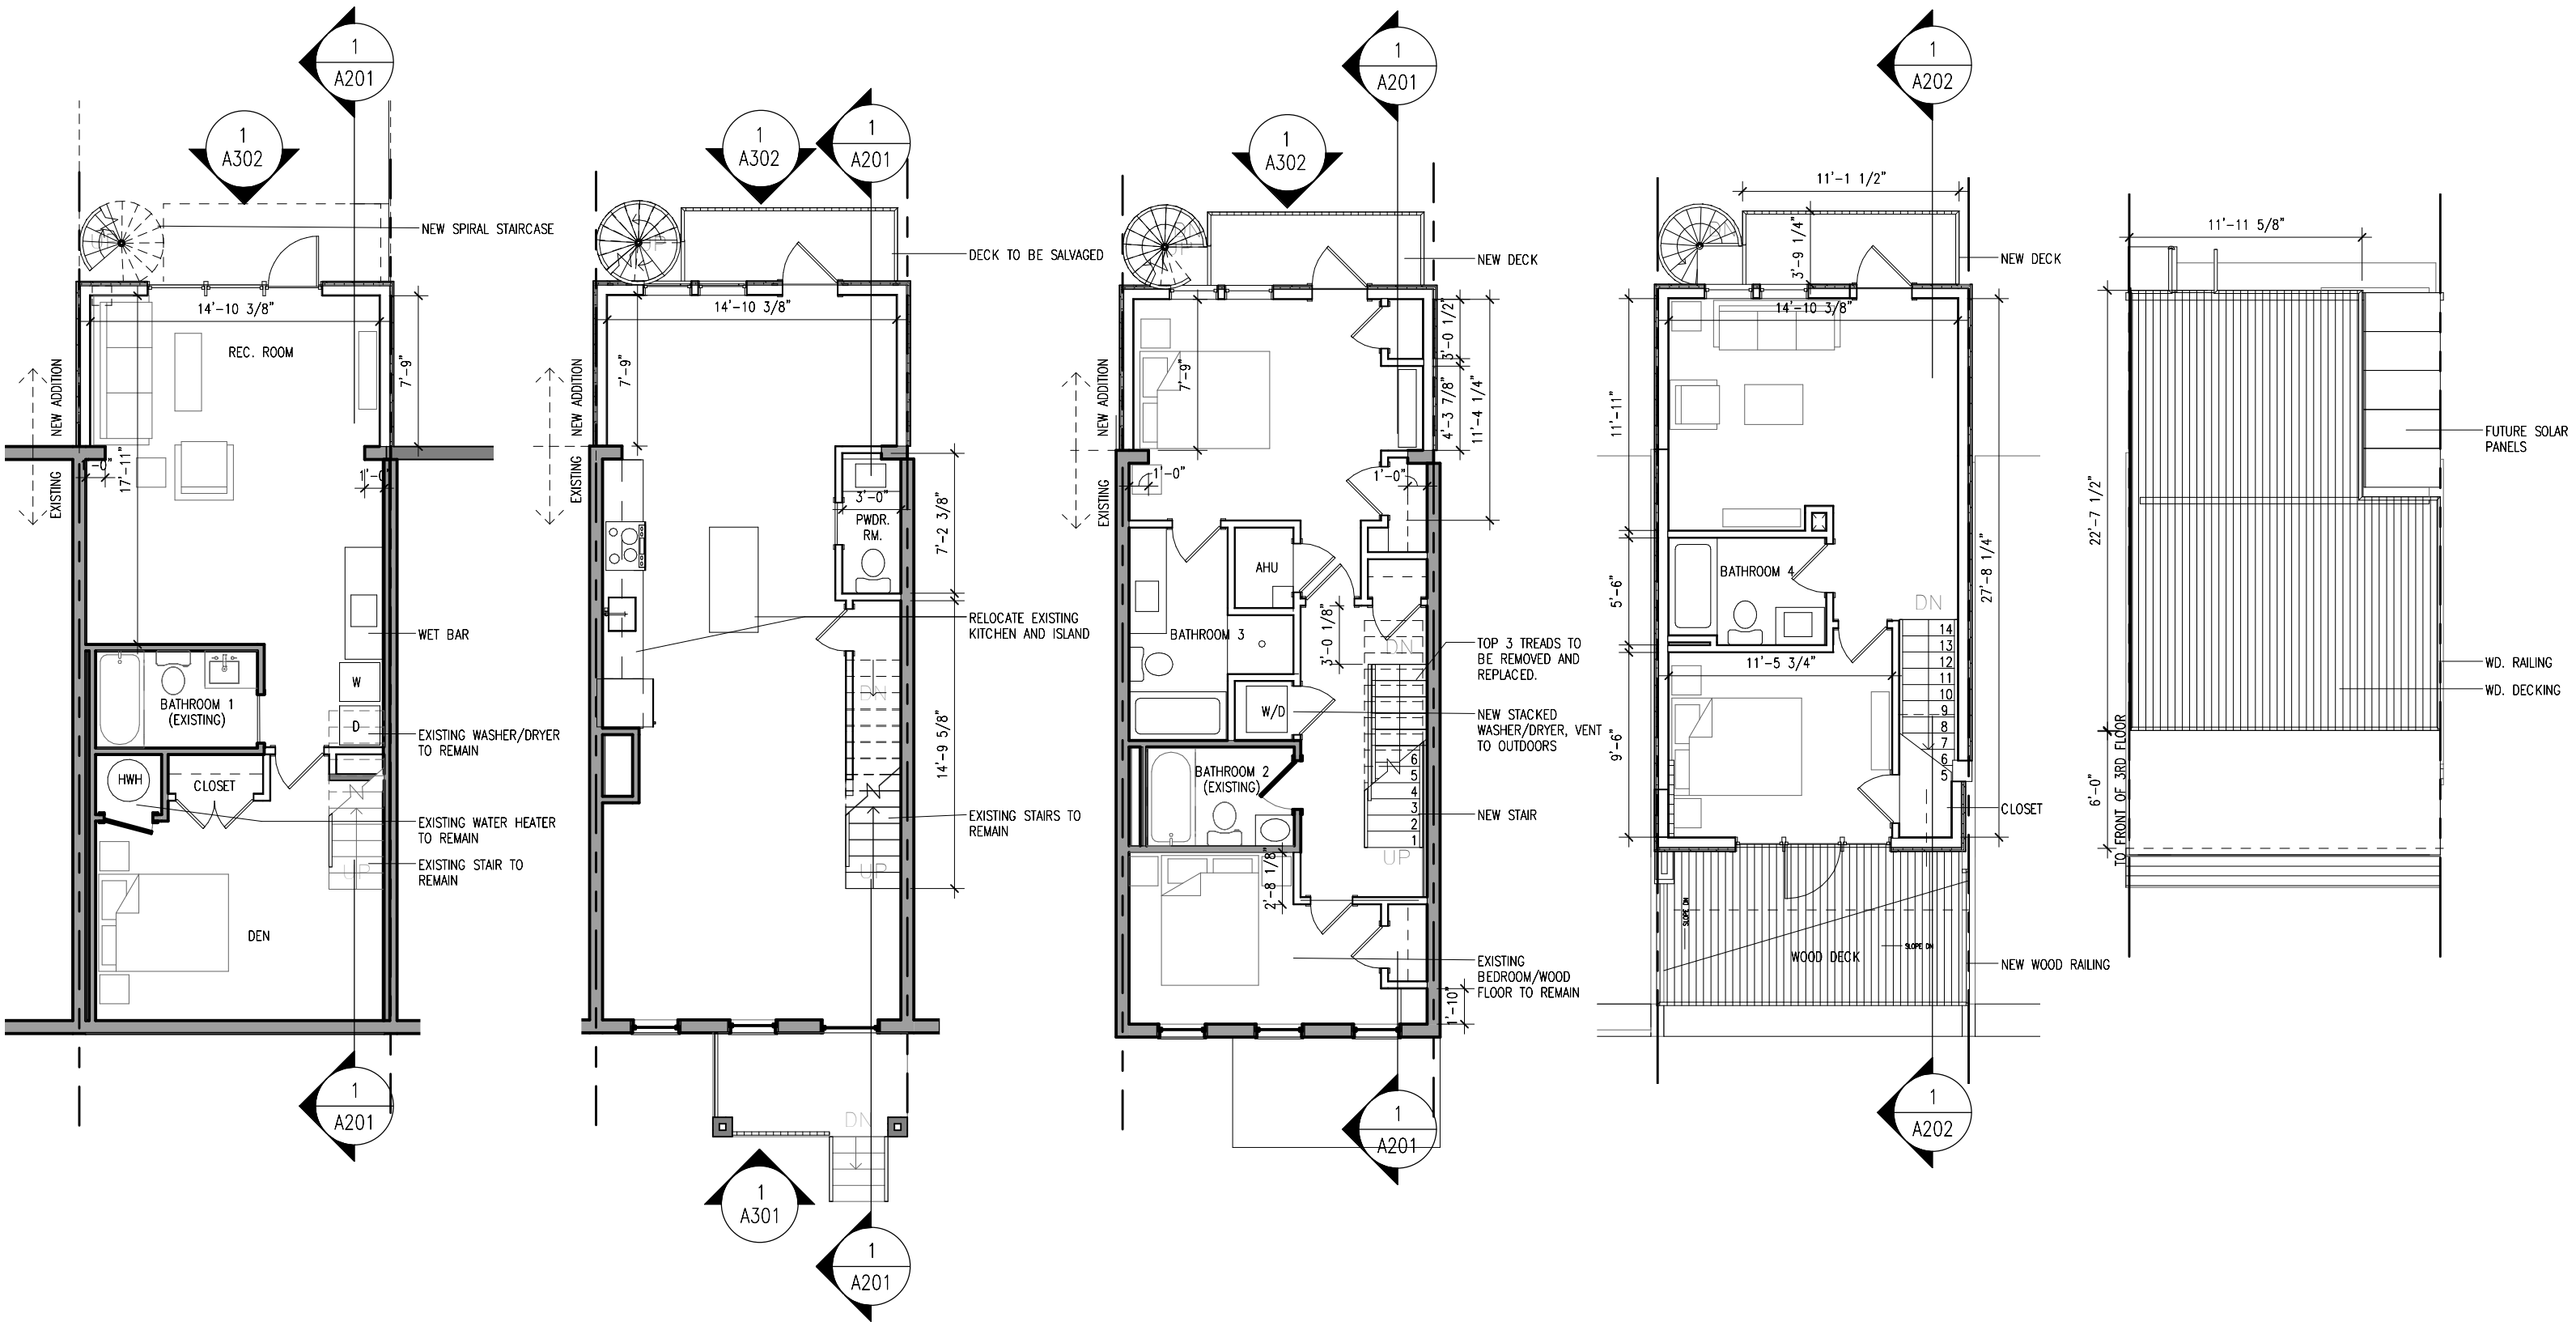 1
A201
1
A302
NEW SPIRAL STAIRCASE
14'-10 3/8"
REC. ROOM
7'-9"
NEW ADDITION
EXISTING
17'-11"
1'-0"
WET BAR
W
D
BATHROOM 1
(EXISTING)
EXISTING WASHER/DRYER
TO REMAIN
HWH
CLOSET
EXISTING WATER HEATER
TO REMAIN
EXISTING STAIR TO
REMAIN
UP
DEN
1
A201
1
A302
1
A201
DECK TO BE SALVAGED
14'-10 3/8"
7'-9"
NEW ADDITION
EXISTING
3'-0"
PWDR.
RM.
7'-2 3/8"
RELOCATE EXISTING
KITCHEN AND ISLAND
DN
14'-9 5/8"
EXISTING STAIRS TO
REMAIN
UP
DN
1
A301
1
A201
1
A201
1
A302
NEW DECK
3'-0 1/2"
7'-9"
4'-3 7/8"
11'-4 1/4"
NEW ADDITION
EXISTING
1'-0"
1'-0"
AHU
BATHROOM 3
3'-0 1/8"
DN
TOP 3 TREADS TO
BE REMOVED AND
REPLACED.
W/D
NEW STACKED
WASHER/DRYER, VENT
TO OUTDOORS
BATHROOM 2
(EXISTING)
6
5
4
3
2
1
NEW STAIR
UP
2'-8 1/8"
EXISTING
BEDROOM/WOOD
FLOOR TO REMAIN
1'-10"
1
A201
1
A202
11'-1 1/2"
3'-9 1/4"
NEW DECK
14'-10 3/8"
11'-11"
BATHROOM 4
5'-6"
27'-8 1/4"
DN
14
13
12
11
10
9
8
7
6
5
11'-5 3/4"
9'-6"
CLOSET
SLOPE DN
SLOPE DN
WOOD DECK
NEW WOOD RAILING
1
A202
11'-11 5/8"
FUTURE SOLAR
PANELS
22'-7 1/2"
WD. RAILING
WD. DECKING
6'-0"
TO FRONT OF 3RD FLOOR